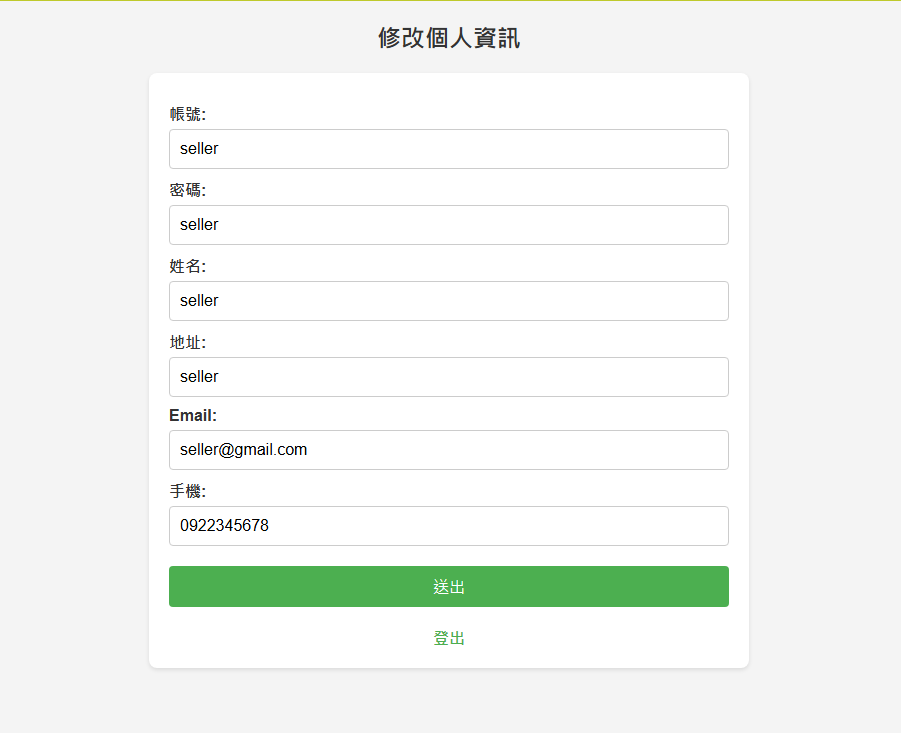 修改個人資訊
帳號:
seller
密碼:
seller
姓名:
seller
地址:
seller
Email:
seller@gmail.com
手機:
0922345678
送出
登出